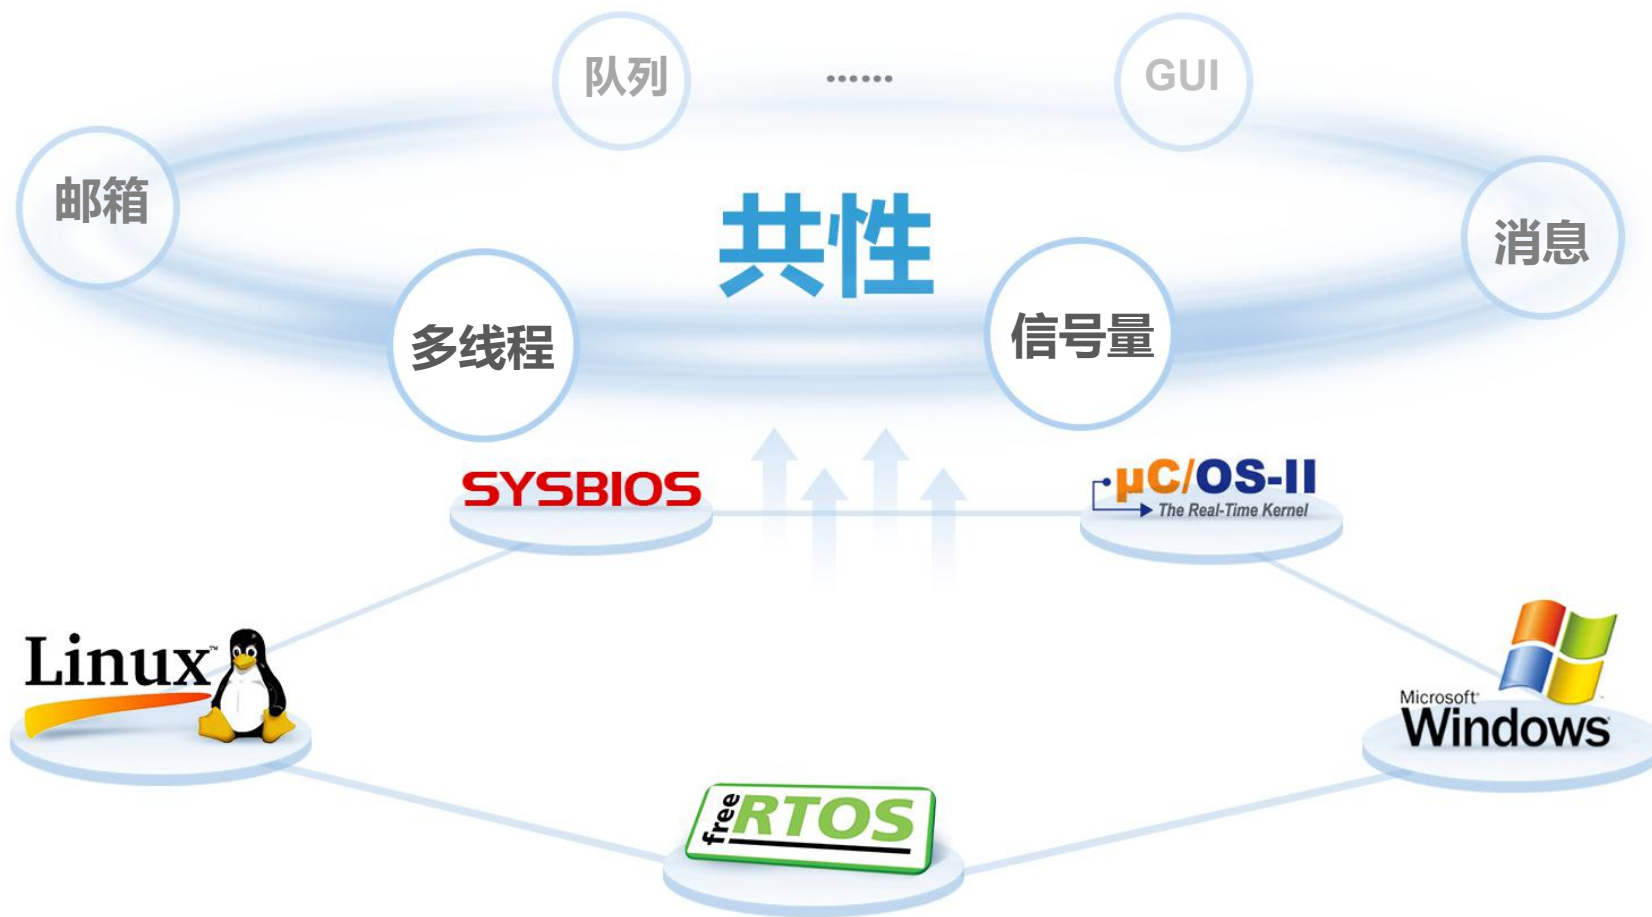 队列
......
GUI
邮箱
共性
消息
多线程
信号量
SYSBIOS
µC/OS-II
The Real-Time Kernel
Linux™
Microsoft
Windows
free RTOS